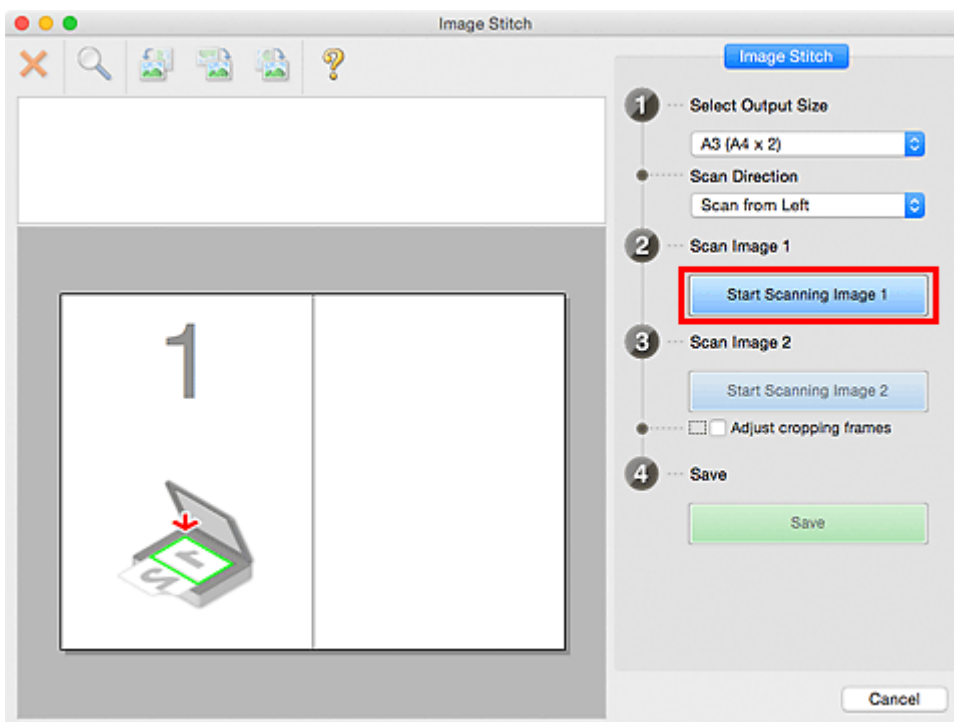 Image Stitch
Image Stitch
1 Select Output Size
A3 (A4 x 2)
Scan Direction
Scan from Left
2 Scan Image 1
Start Scanning Image 1
3 Scan Image 2
Start Scanning Image 2
Adjust cropping frames
4 Save
Save
Cancel
1
1
2